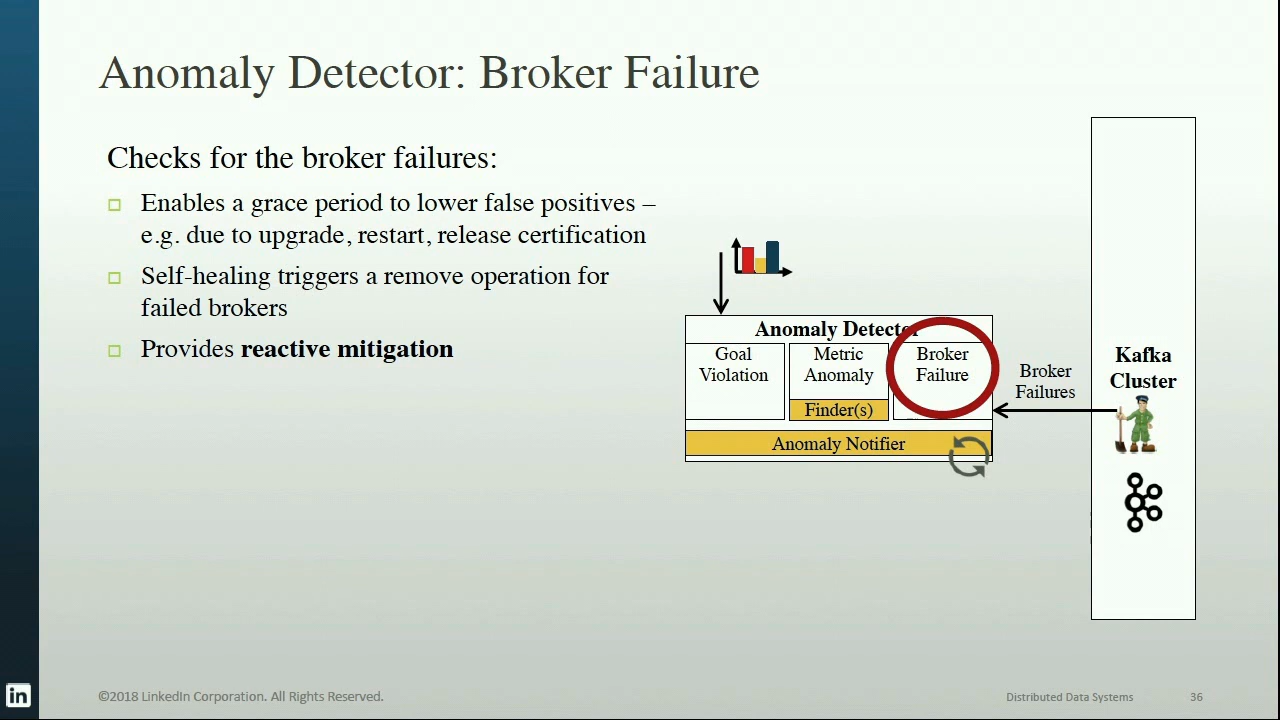 Anomaly Detector: Broker Failure
Checks for the broker failures:
Enables a grace period to lower false positives –
e.g. due to upgrade, restart, release certification
Self-healing triggers a remove operation for
failed brokers
Provides reactive mitigation
Anomaly Detector
Goal
Violation
Metric
Anomaly
Finder(s)
Broker
Failure
Anomaly Notifier
Broker
Failures
Kafka
Cluster
in
©2018 LinkedIn Corporation. All Rights Reserved.
Distributed Data Systems
36